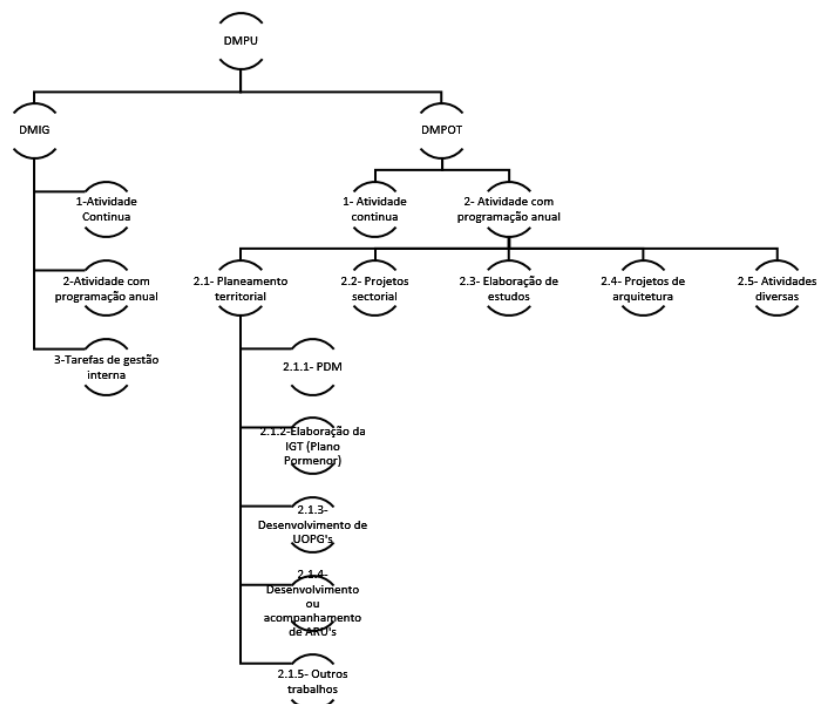 DMPU
DMIG
DMPOT
1-Atividade
Continua
1- Atividade
continua
2- Atividade com
programação anual
2-Atividade com
programação anual
2.1- Planeamento
territorial
2.2- Projetos
sectorial
2.3- Elaboração de
estudos
2.4- Projetos de
arquitetura
2.5- Atividades
diversas
3-Tarefas de gestão
interna
2.1.1- PDM
2.1.2-Elaboração da
IGT (Plano
Pormenor)
2.1.3-
Desenvolvimento de
UOPG's
2.1.4-
Desenvolvimento
ou
acompanhamento
de ARU's
2.1.5- Outros
trabalhos